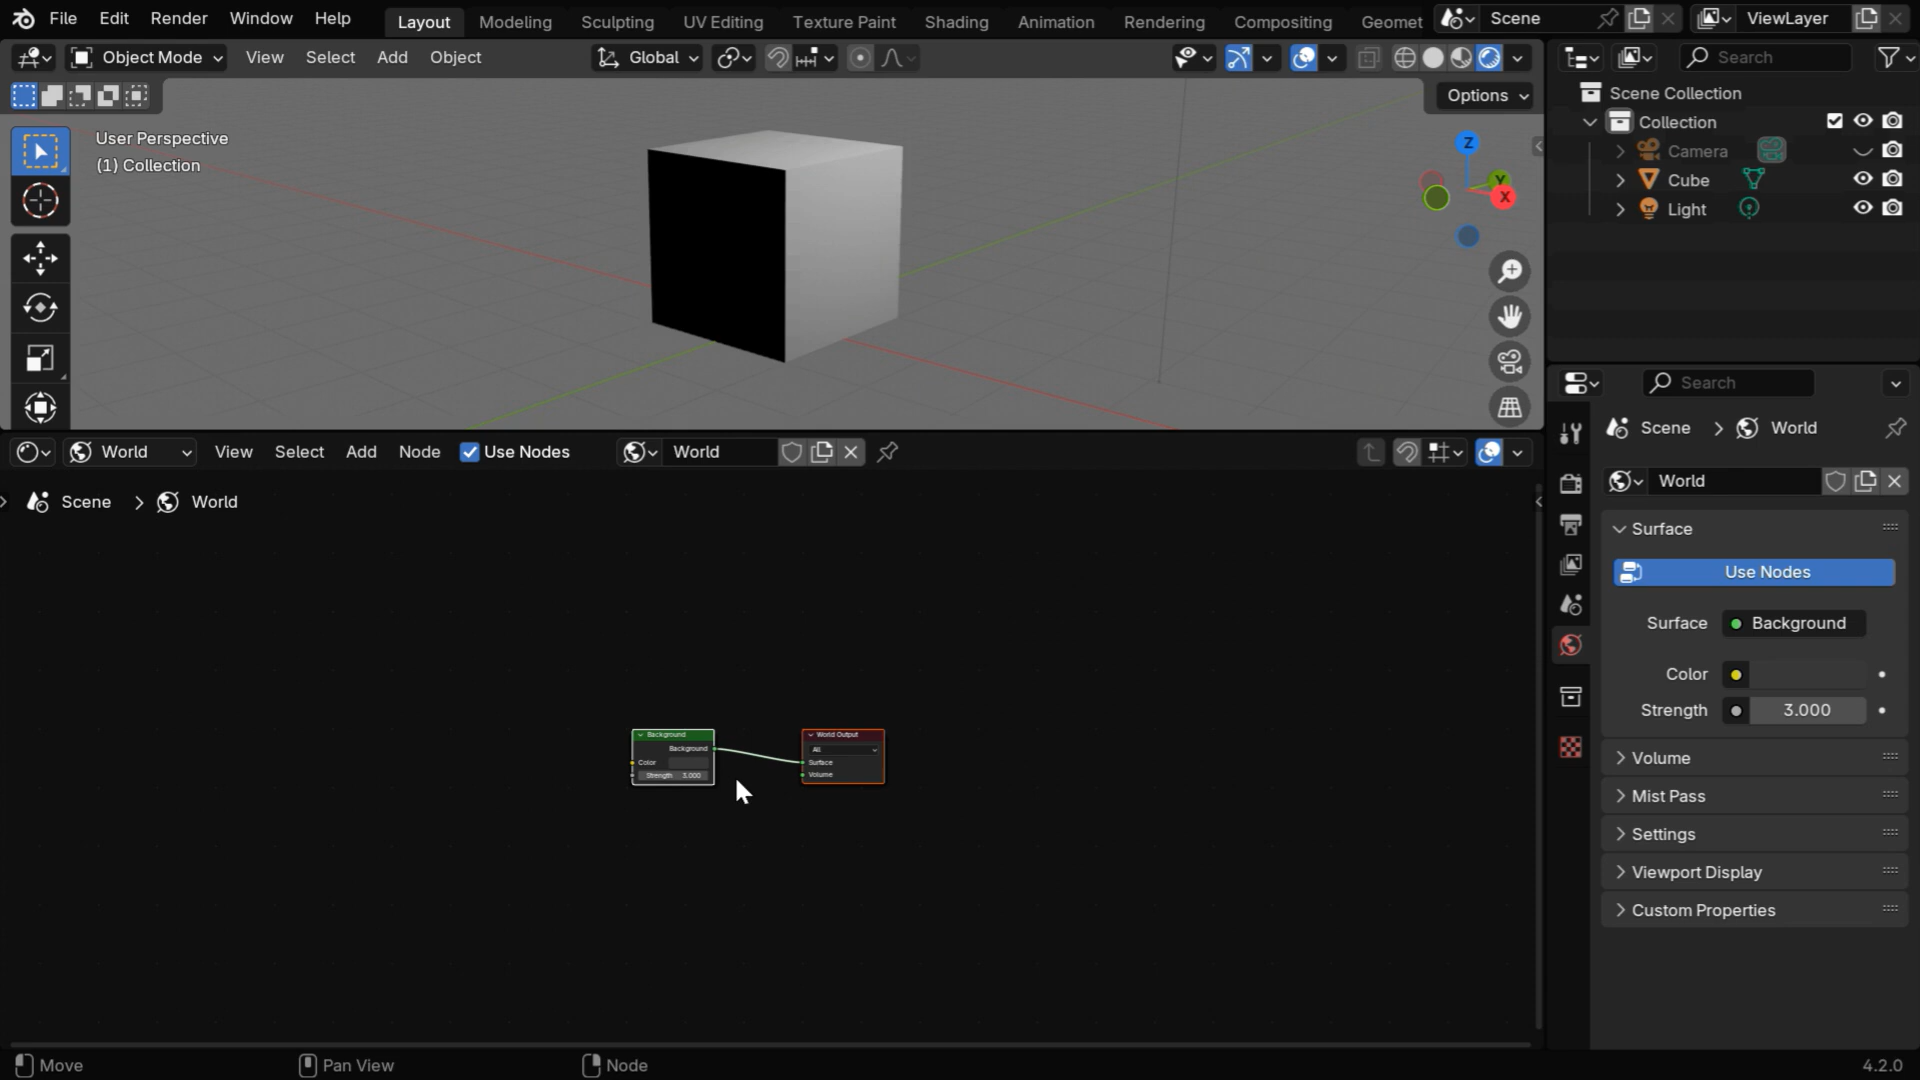 File Edit Render Window Help Layout Modeling Sculpting UV Editing Texture Paint Shading Animation Rendering Compositing Geomet Scene ViewLayer
Object Mode View Select Add Object Global Search
Options
User Perspective
(1) Collection
Z
Y
X
Scene Collection
Collection
Camera
Cube
Light
World View Select Add Node Use Nodes World
Scene > World
Background
Background
Color
Strength 3.000
World Output
All
Surface
Volume
Search
Scene > World
World
Surface
Use Nodes
Surface Background
Color
Strength 3.000
Volume
Mist Pass
Settings
Viewport Display
Custom Properties
Move Pan View Node 4.2.0